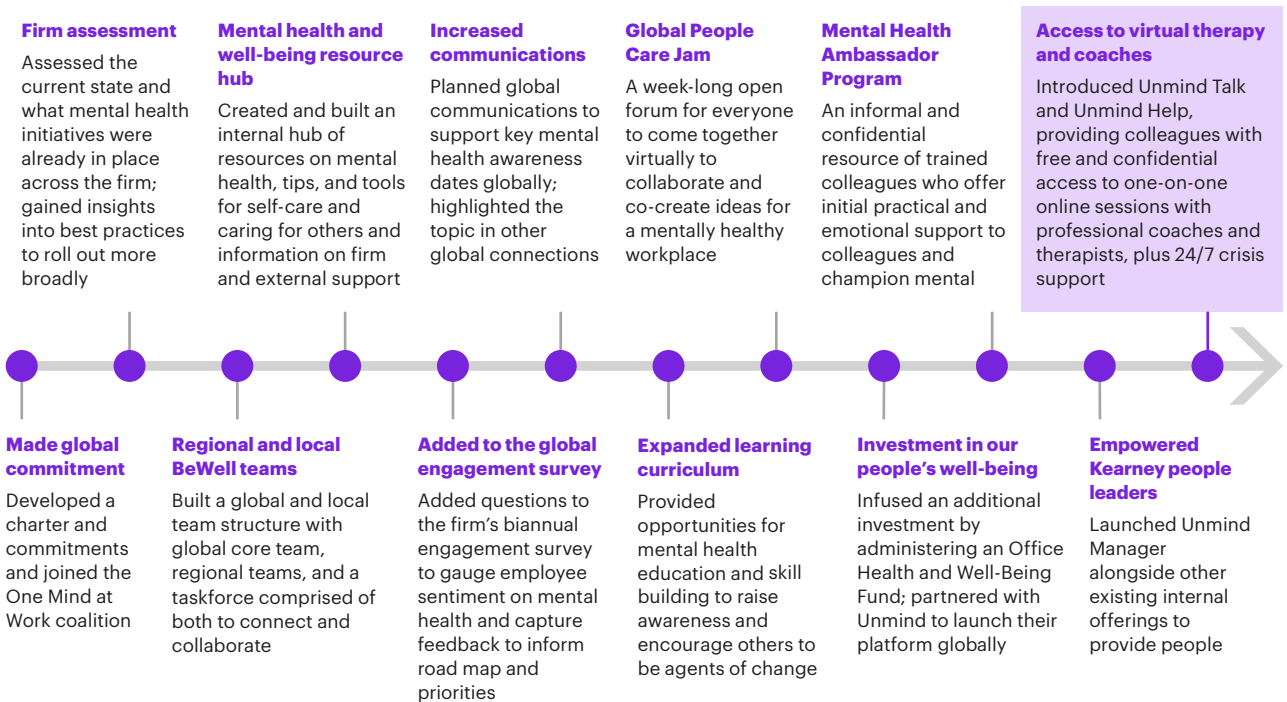 Firm assessment
Assessed the
current state and
what mental health
initiatives were
already in place
across the firm;
gained insights
into best practices
to roll out more
broadly
Mental health and
well-being resource
hub
Created and built an
internal hub of
resources on mental
health, tips, and tools
for self-care and
caring for others and
information on firm
and external support
Increased
communications
Planned global
communications to
support key mental
health awareness
dates globally;
highlighted the
topic in other
global connections
Global People
Care Jam
A week-long open
forum for everyone
to come together
virtually to
collaborate and
co-create ideas for
a mentally healthy
workplace
Mental Health
Ambassador
Program
An informal and
confidential
resource of trained
colleagues who offer
initial practical and
emotional support to
colleagues and
champion mental
Access to virtual therapy
and coaches
Introduced Unmind Talk
and Unmind Help,
providing colleagues with
free and confidential
access to one-on-one
online sessions with
professional coaches and
therapists, plus 24/7 crisis
support
Made global
commitment
Developed a
charter and
commitments
and joined the
One Mind at
Work coalition
Regional and local
BeWell teams
Built a global and local
team structure with
global core team,
regional teams, and a
taskforce comprised of
both to connect and
collaborate
Added to the global
engagement survey
Added questions to
the firm's biannual
engagement survey
to gauge employee
sentiment on mental
health and capture
feedback to inform
road map and
priorities
Expanded learning
curriculum
Provided
opportunities for
mental health
education and skill
building to raise
awareness and
encourage others to
be agents of change
Investment in our
people's well-being
Infused an additional
investment by
administering an Office
Health and Well-Being
Fund; partnered with
Unmind to launch their
platform globally
Empowered
Kearney people
leaders
Launched Unmind
Manager
alongside other
existing internal
offerings to
provide people